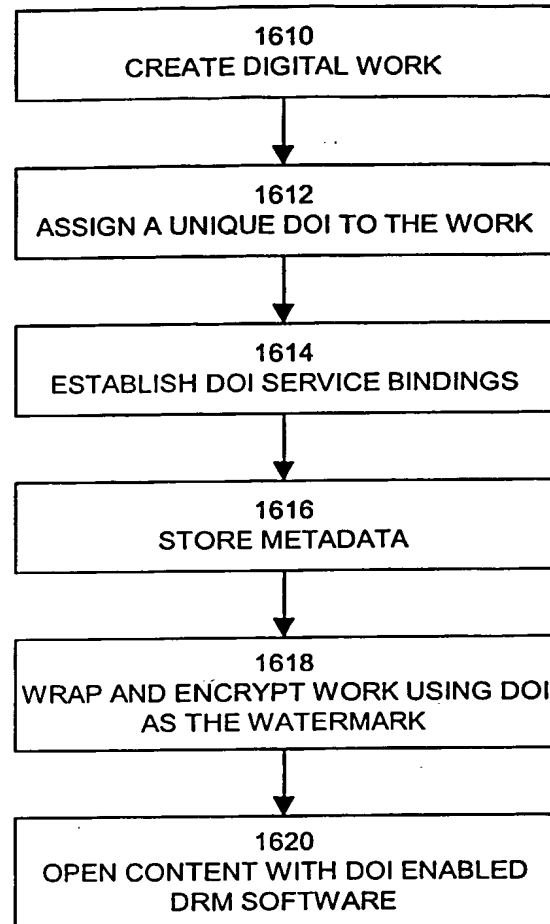 1610
CREATE DIGITAL WORK
1612
ASSIGN A UNIQUE DOI TO THE WORK
1614
ESTABLISH DOI SERVICE BINDINGS
1616
STORE METADATA
1618
WRAP AND ENCRYPT WORK USING DOI
AS THE WATERMARK
1620
OPEN CONTENT WITH DOI ENABLED
DRM SOFTWARE